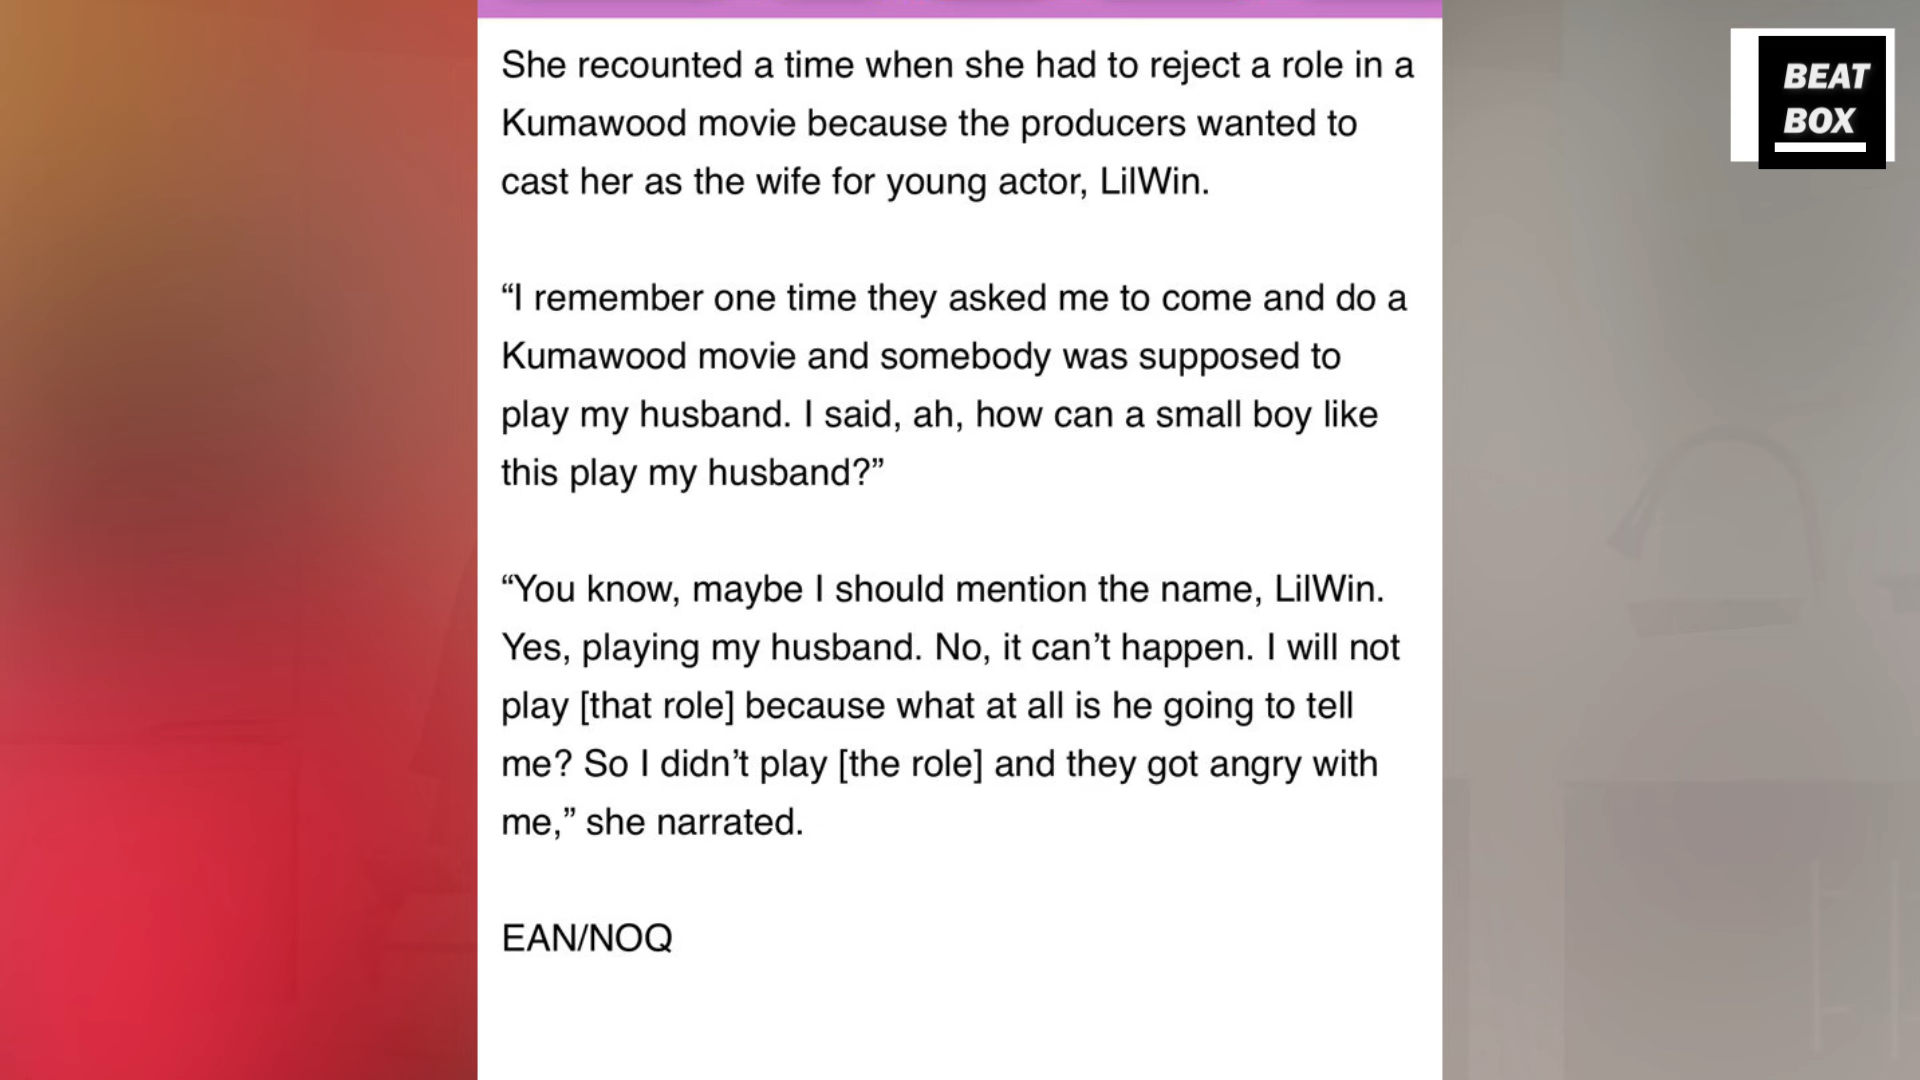 She recounted a time when she had to reject a role in a
Kumawood movie because the producers wanted to
cast her as the wife for young actor, LilWin.
“I remember one time they asked me to come and do a
Kumawood movie and somebody was supposed to
play my husband. I said, ah, how can a small boy like
this play my husband?”
“You know, maybe I should mention the name, LilWin.
Yes, playing my husband. No, it can’t happen. I will not
play [that role] because what at all is he going to tell
me? So I didn’t play [the role] and they got angry with
me,” she narrated.
EAN/NOQ
BEAT
BOX